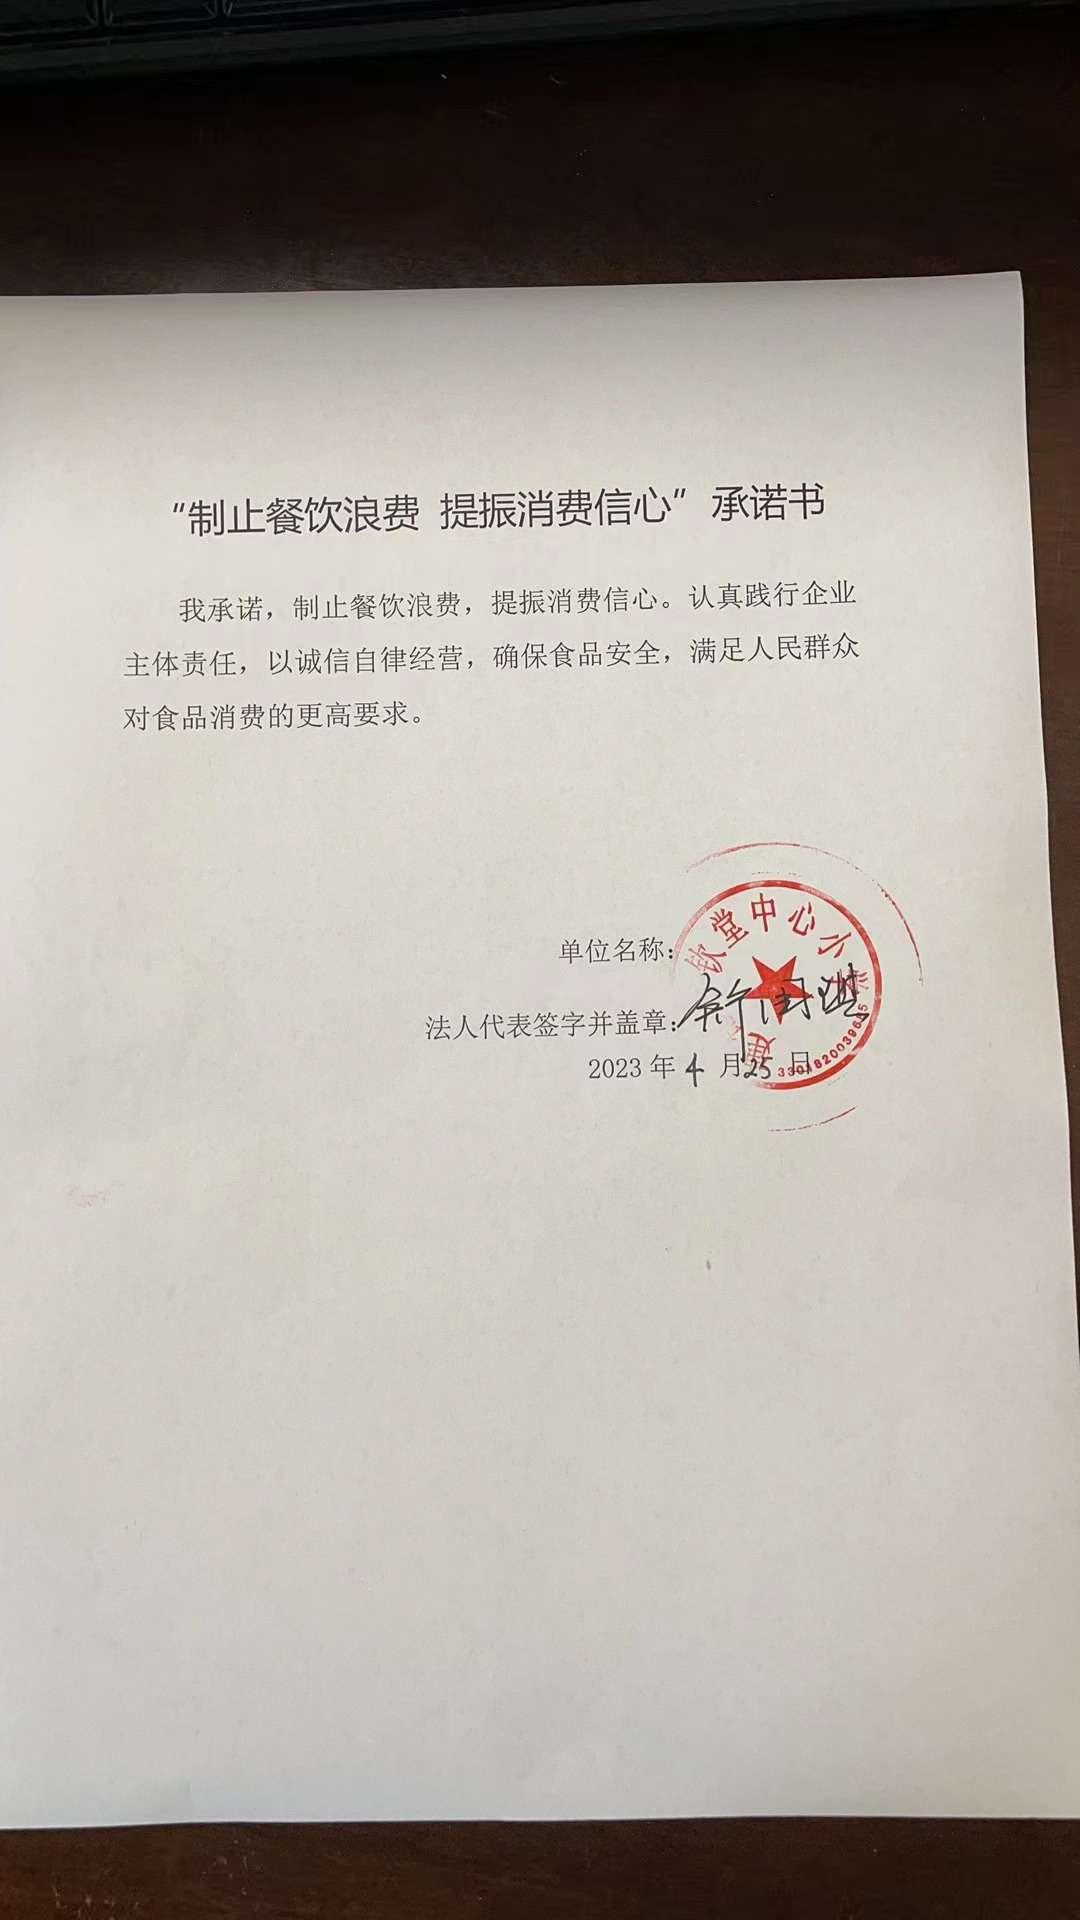 “制止餐饮浪费 提振消费信心”承诺书
我承诺，制止餐饮浪费，提振消费信心。认真践行企业
主体责任，以诚信自律经营，确保食品安全，满足人民群众
对食品消费的更高要求。
单位名称：
钦堂中心小学
法人代表签字并盖章：
2023 年 4 月 25 日
建